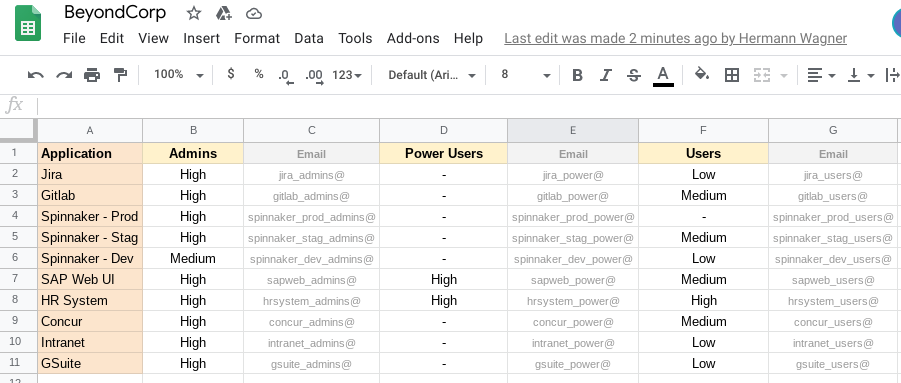 BeyondCorp
File Edit View Insert Format Data Tools Add-ons Help Last edit was made 2 minutes ago by Hermann Wagner
100% $ % .0 .00 123 Default (Ari... 8 B I S A
fx
A B C D E F G
1 Application Admins Email Power Users Email Users Email
2 Jira High jira_admins@ - jira_power@ Low jira_users@
3 Gitlab High gitlab_admins@ - gitlab_power@ Medium gitlab_users@
4 Spinnaker - Prod High spinnaker_prod_admins@ - spinnaker_prod_power@ - spinnaker_prod_users@
5 Spinnaker - Stag High spinnaker_stag_admins@ - spinnaker_stag_power@ Medium spinnaker_stag_users@
6 Spinnaker - Dev Medium spinnaker_dev_admins@ - spinnaker_dev_power@ Low spinnaker_dev_users@
7 SAP Web UI High sapweb_admins@ High sapweb_power@ Medium sapweb_users@
8 HR System High hrsystem_admins@ High hrsystem_power@ High hrsystem_users@
9 Concur High concur_admins@ - concur_power@ Medium concur_users@
10 Intranet High intranet_admins@ - intranet_power@ Low intranet_users@
11 GSuite High gsuite_admins@ - gsuite_power@ Low gsuite_users@
12